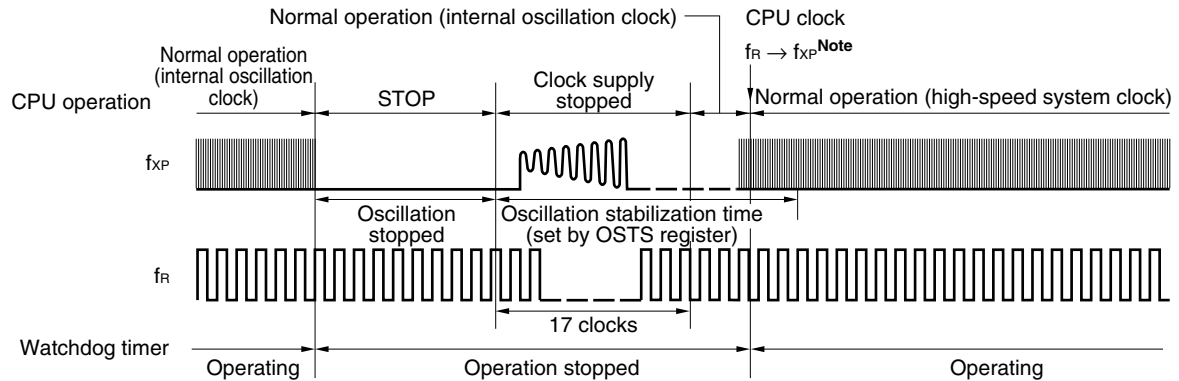 Normal operation (internal oscillation clock)
CPU clock
fR → fXP Note
Normal operation
(internal oscillation
clock)
Clock supply
stopped
CPU operation
STOP
Normal operation (high-speed system clock)
fXP
Oscillation
stopped
Oscillation stabilization time
(set by OSTS register)
fR
17 clocks
Watchdog timer
Operating
Operation stopped
Operating